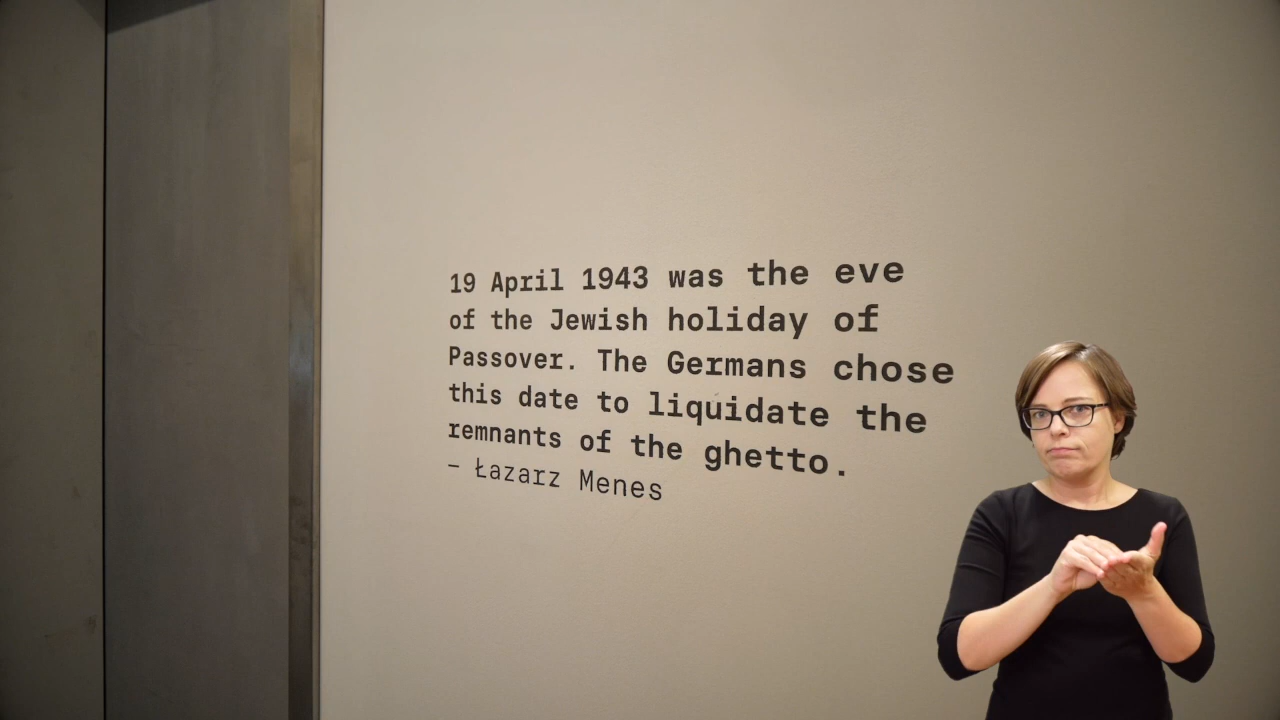 19 April 1943 was the eve
of the Jewish holiday of
Passover. The Germans chose
this date to liquidate the
remnants of the ghetto.
– Łazarz Menes